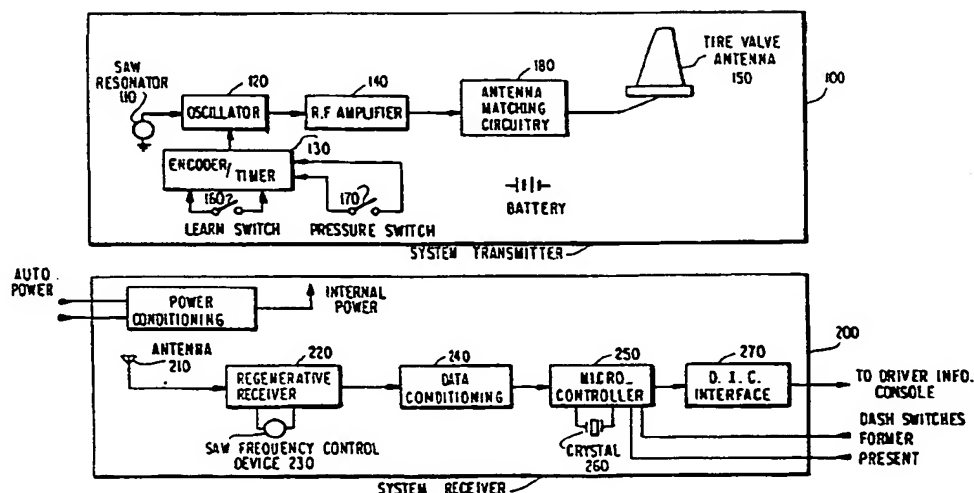 TIRE VALVE
ANTENNA
150
SAW
RESONATOR
110
120
OSCILLATOR
140
R.F AMPLIFIER
180
ANTENNA
MATCHING
CIRCUITRY
100
130
ENCODER/
TIMER
160
170
LEARN SWITCH
PRESSURE SWITCH
BATTERY
SYSTEM TRANSMITTER
AUTO
POWER
POWER
CONDITIONING
INTERNAL
POWER
ANTENNA
210
220
REGENERATIVE
RECEIVER
240
DATA
CONDITIONING
250
MICRO-
CONTROLLER
270
D. I. C.
INTERFACE
200
TO DRIVER INFO.
CONSOLE
DASH SWITCHES
FORMER
PRESENT
SAW FREQUENCY CONTROL
DEVICE 230
CRYSTAL
260
SYSTEM RECEIVER